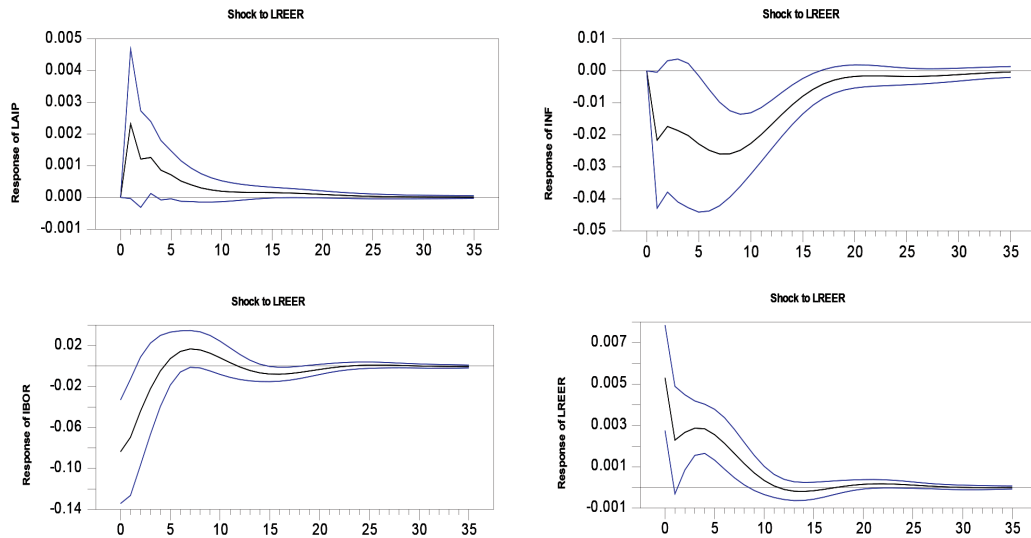 Shock to LREER
Response of LAIP
0.005
0.004
0.003
0.002
0.001
0.000
-0.001
0 5 10 15 20 25 30 35
Shock to LREER
Response of INF
0.01
0.00
-0.01
-0.02
-0.03
-0.04
-0.05
0 5 10 15 20 25 30 35
Shock to LREER
Response of IBOR
0.02
-0.02
-0.06
-0.10
-0.14
0 5 10 15 20 25 30 35
Shock to LREER
Response of LREER
0.007
0.005
0.003
0.001
-0.001
0 5 10 15 20 25 30 35